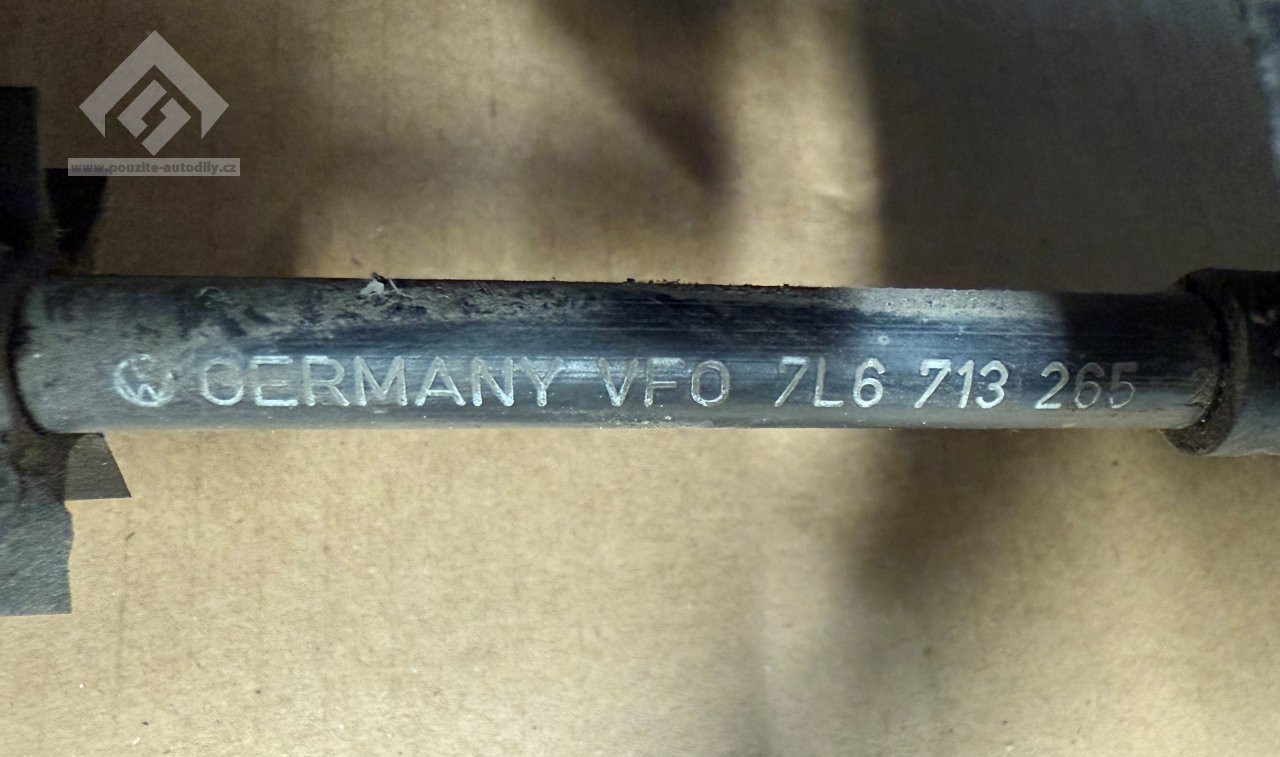 www.pouzite-autodily.cz
GERMANY VFO 7L6 713 265